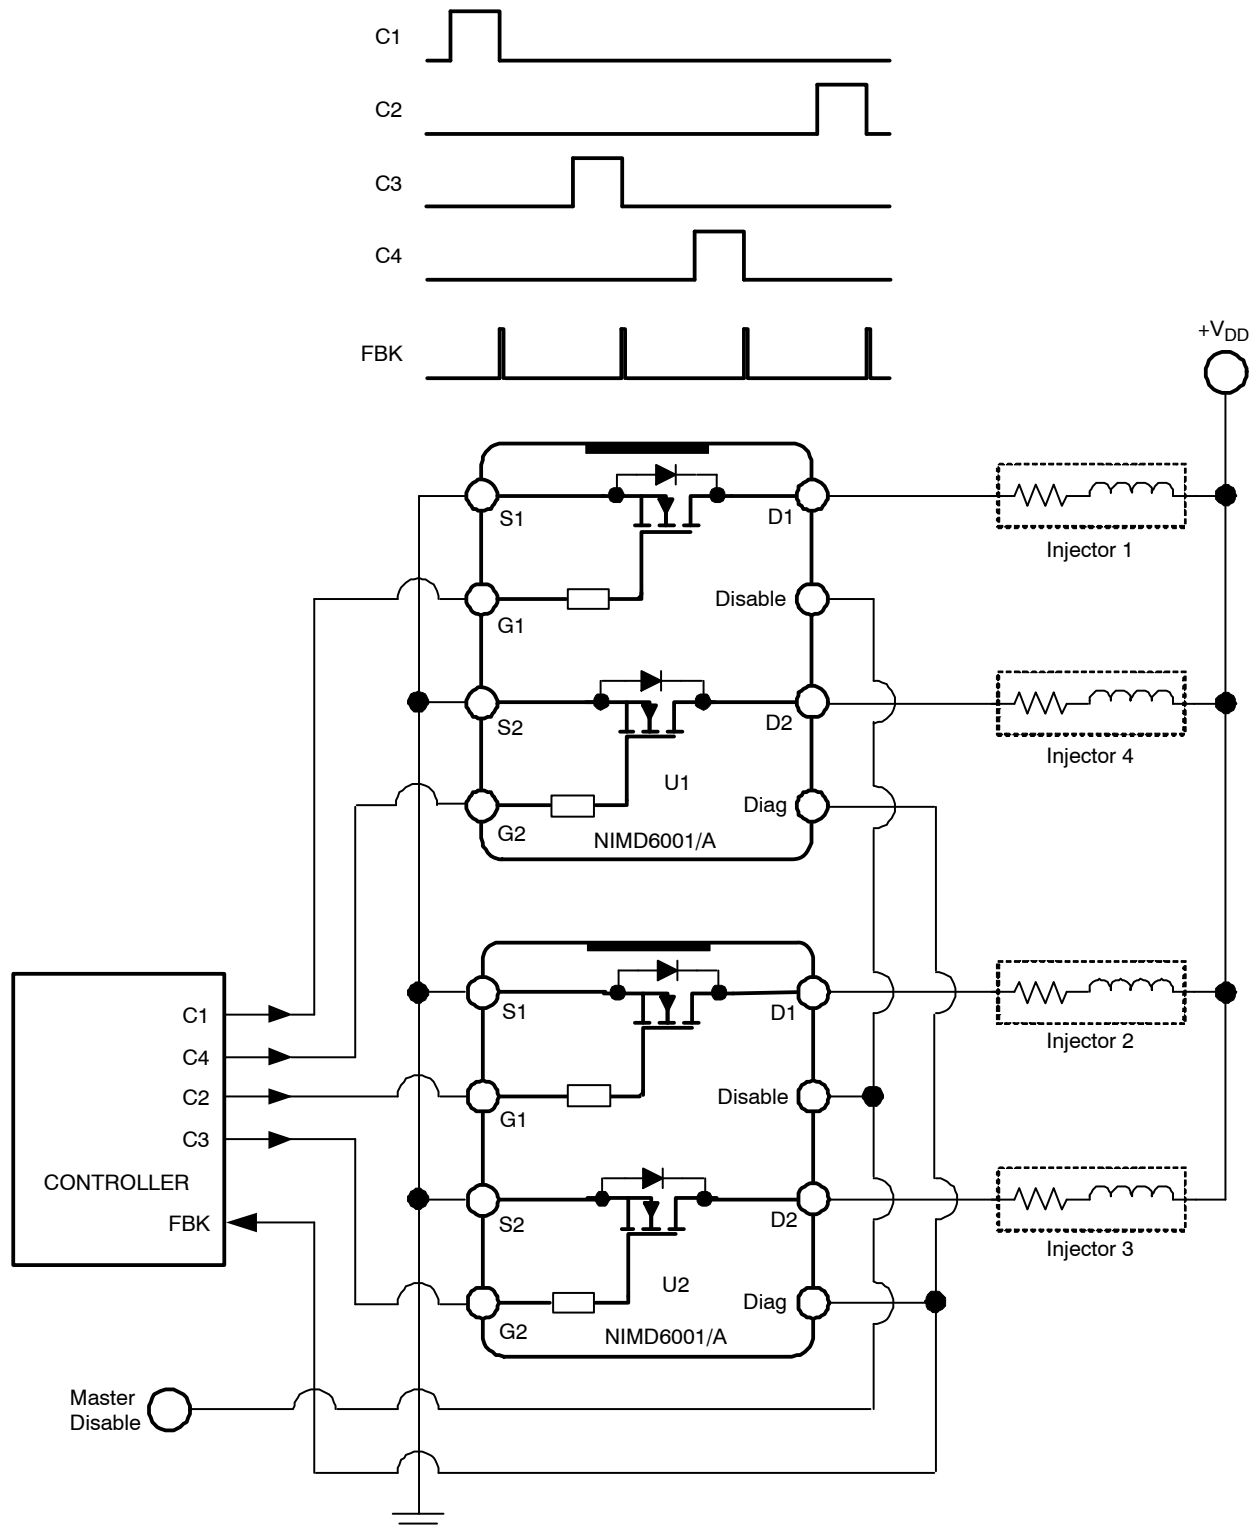 C1
C2
C3
C4
FBK
+VDD
S1
D1
Injector 1
G1
Disable
S2
D2
Injector 4
U1
G2
Diag
NIMD6001/A
S1
D1
Injector 2
C1
C4
C2
G1
Disable
C3
CONTROLLER
FBK
S2
D2
Injector 3
U2
G2
Diag
NIMD6001/A
Master
Disable